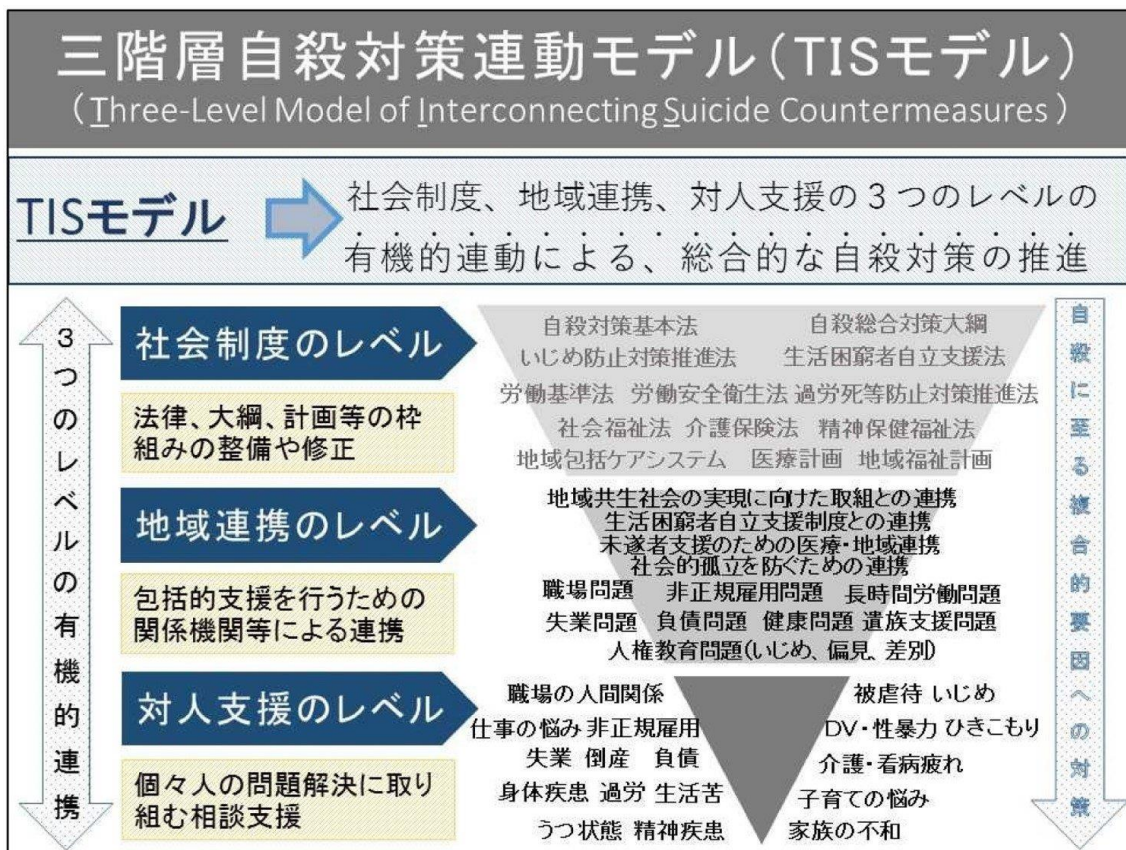 三階層自殺対策連動モデル(TISモデル)
(Three-Level Model of Interconnecting Suicide Countermeasures)
TISモデル
社会制度、地域連携、対人支援の3つのレベルの
有機的連動による、総合的な自殺対策の推進
3つのレベルの有機的連携
社会制度のレベル
法律、大綱、計画等の枠
組みの整備や修正
自殺対策基本法 自殺総合対策大綱
いじめ防止対策推進法 生活困窮者自立支援法
労働基準法 労働安全衛生法 過労死等防止対策推進法
社会福祉法 介護保険法 精神保健福祉法
地域包括ケアシステム 医療計画 地域福祉計画
地域連携のレベル
包括的支援を行うための
関係機関等による連携
地域共生社会の実現に向けた取組との連携
生活困窮者自立支援制度との連携
未遂者支援のための医療・地域連携
社会的孤立を防ぐための連携
職場問題 非正規雇用問題 長時間労働問題
失業問題 負債問題 健康問題 遺族支援問題
人権教育問題(いじめ、偏見、差別)
対人支援のレベル
個々人の問題解決に取り
組む相談支援
職場の人間関係 被虐待 いじめ
仕事の悩み 非正規雇用 DV・性暴力 ひきこもり
失業 倒産 負債 介護・看病疲れ
身体疾患 過労 生活苦 子育ての悩み
うつ状態 精神疾患 家族の不和
自殺に至る複合的要因への対策